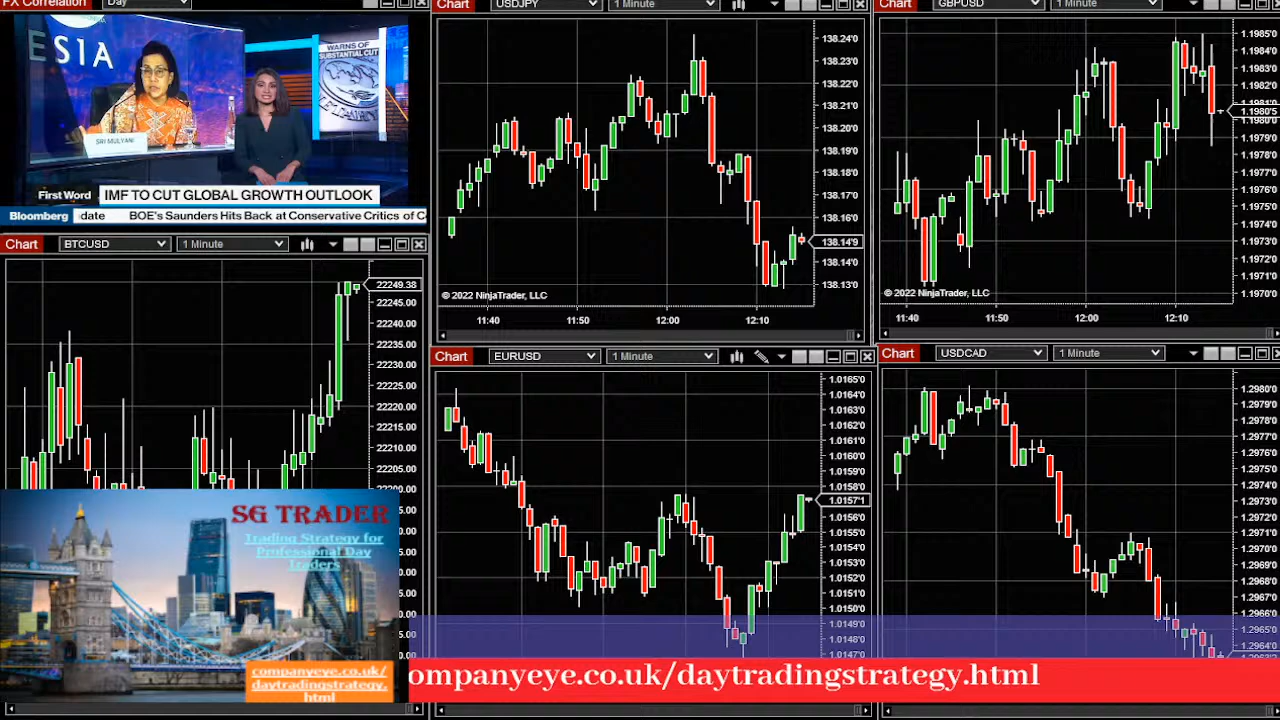 FX Correlation
Day
ESIA
WARNS OF
SUBSTANTIAL CUT
SRI MULYANI
First Word
IMF TO CUT GLOBAL GROWTH OUTLOOK
Bloomberg
date
BOE's Saunders Hits Back at Conservative Critics of C
Chart
USDJPY
1 Minute
138.24'0
138.23'0
138.22'0
138.21'0
138.20'0
138.19'0
138.18'0
138.17'0
138.16'0
138.14'9
138.14'0
138.13'0
© 2022 NinjaTrader, LLC
11:40
11:50
12:00
12:10
Chart
GBPUSD
1 Minute
1.1985'0
1.1984'0
1.1983'0
1.1982'0
1.1981'0
1.1980'5
1.1980'0
1.1979'0
1.1978'0
1.1976'0
1.1975'0
1.1974'0
1.1973'0
1.1972'0
1.1971'0
1.1970'0
© 2022 NinjaTrader, LLC
11:40
11:50
12:00
12:10
Chart
BTCUSD
1 Minute
22249.38
22245.00
22240.00
22235.00
22230.00
22225.00
22220.00
22215.00
22210.00
22205.00
22200.00
Chart
EURUSD
1 Minute
1.0165'0
1.0164'0
1.0163'0
1.0162'0
1.0161'0
1.0160'0
1.0159'0
1.0158'0
1.0157'1
1.0156'0
1.0155'0
1.0154'0
1.0153'0
1.0152'0
1.0151'0
1.0150'0
1.0149'0
1.0148'0
1.0147'0
Chart
USDCAD
1 Minute
1.2980'0
1.2979'0
1.2978'0
1.2977'0
1.2976'0
1.2975'0
1.2974'0
1.2973'0
1.2972'0
1.2971'0
1.2970'0
1.2969'0
1.2968'0
1.2967'0
1.2966'0
1.2965'0
1.2964'0
SG TRADER
Trading Strategy for
Professional Day
Traders
companyeye.co.uk/
daytradingstrategy.
html
ompanyeye.co.uk/daytradingstrategy.html